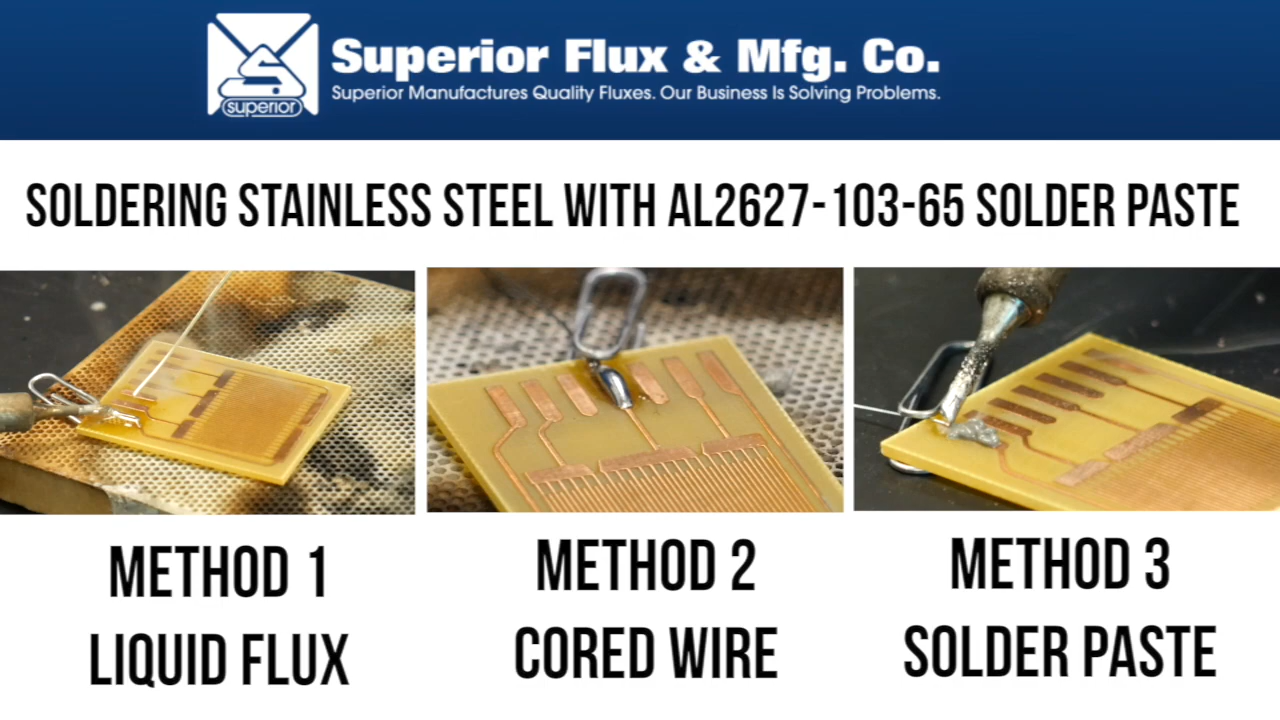 Superior Flux & Mfg. Co.
Superior Manufactures Quality Fluxes. Our Business Is Solving Problems.
superior
SOLDERING STAINLESS STEEL WITH AL2627-103-65 SOLDER PASTE
METHOD 1
LIQUID FLUX
METHOD 2
CORED WIRE
METHOD 3
SOLDER PASTE